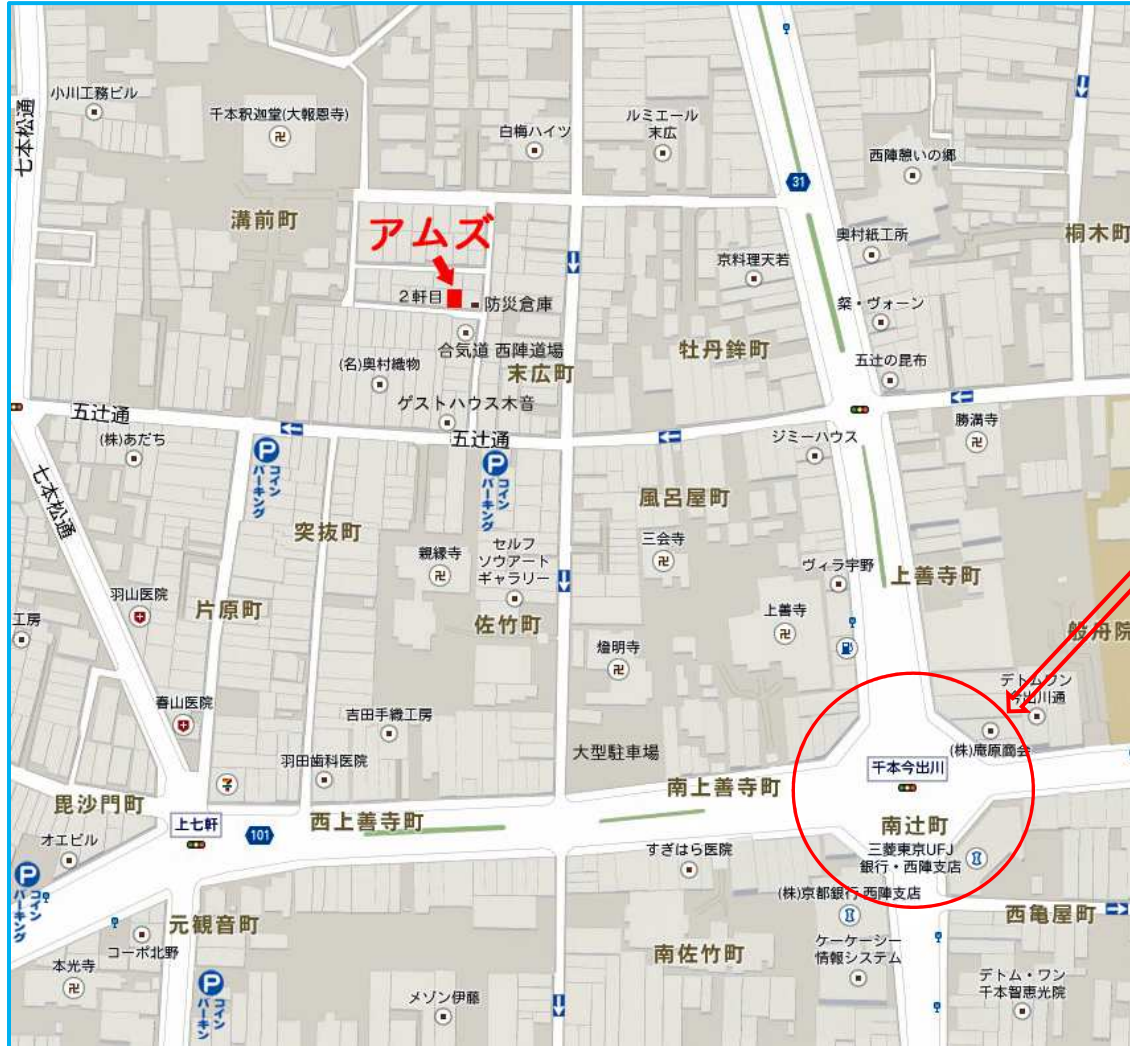 小川工務ビル
七本松通
千本釈迦堂(大報恩寺)
白梅ハイツ
ルミエール
末広
西陣憩いの郷
31
溝前町
アムズ
奥村紙工所
桐木町
京料理天若
2軒目
防災倉庫
粲・ヴォーン
合気道 西陣道場
牡丹鉾町
(名)奥村織物
末広町
五辻の昆布
ゲストハウス木音
五辻通
五辻通
勝満寺
(株)あだち
ジミーハウス
P
コイン
パーキング
P
コイン
パーキング
七本松通
風呂屋町
突抜町
三会寺
セルフ
ソウアート
ギャラリー
親縁寺
ヴィラ宇野
上善寺町
羽山医院
片原町
上善寺
工房
佐竹町
般舟院
燈明寺
デトムワン
今出川通
春山医院
吉田手織工房
(株)庵原商会
大型駐車場
羽田歯科医院
千本今出川
7
南上善寺町
毘沙門町
上七軒
101
西上善寺町
南辻町
オエビル
すぎはら医院
三菱東京UFJ
銀行・西陣支店
P
コイン
パーキング
(株)京都銀行 西陣支店
元観音町
西亀屋町
コーポ北野
ケーケーシー
情報システム
本光寺
南佐竹町
P
コイン
パーキング
メゾン伊藤
デトム・ワン
千本智恵光院